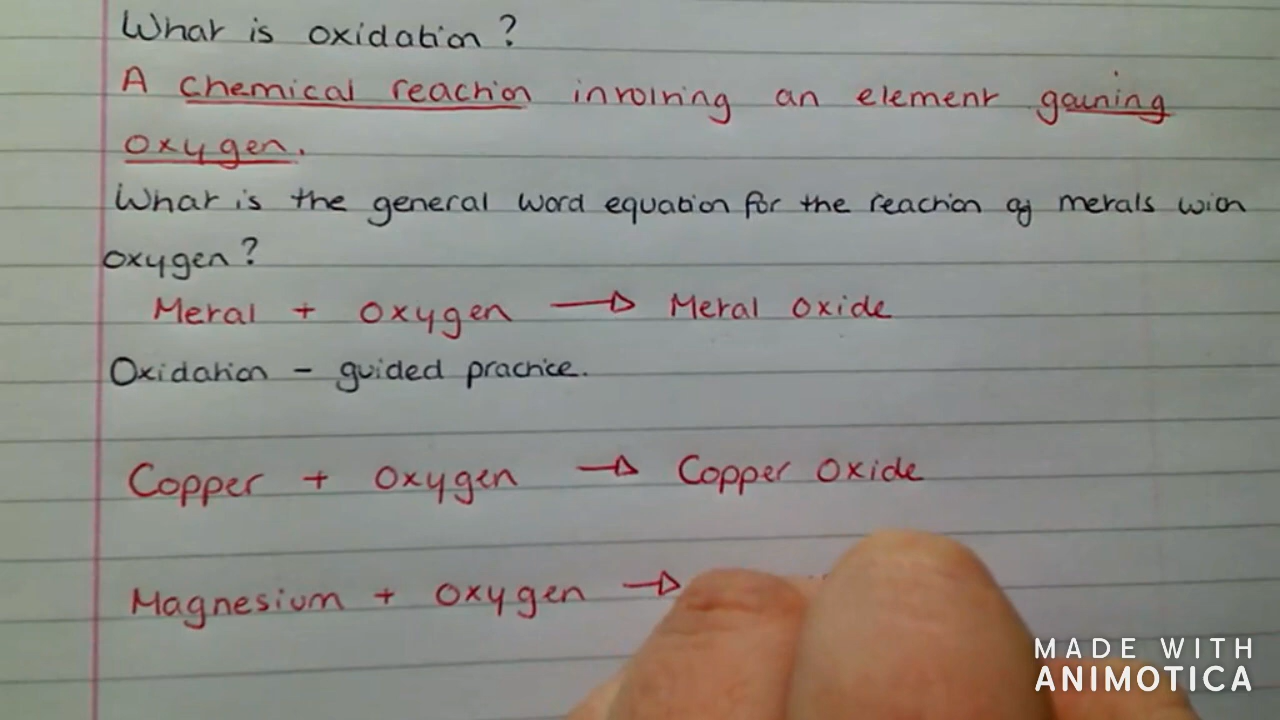 What is oxidation?
A chemical reaction involving an element gaining
oxygen.
What is the general word equation for the reaction of metals with
oxygen?
Metal + Oxygen → Metal Oxide
Oxidation - guided practice.
Copper + Oxygen → Copper Oxide
Magnesium + Oxygen →
MADE WITH
ANIMOTICA